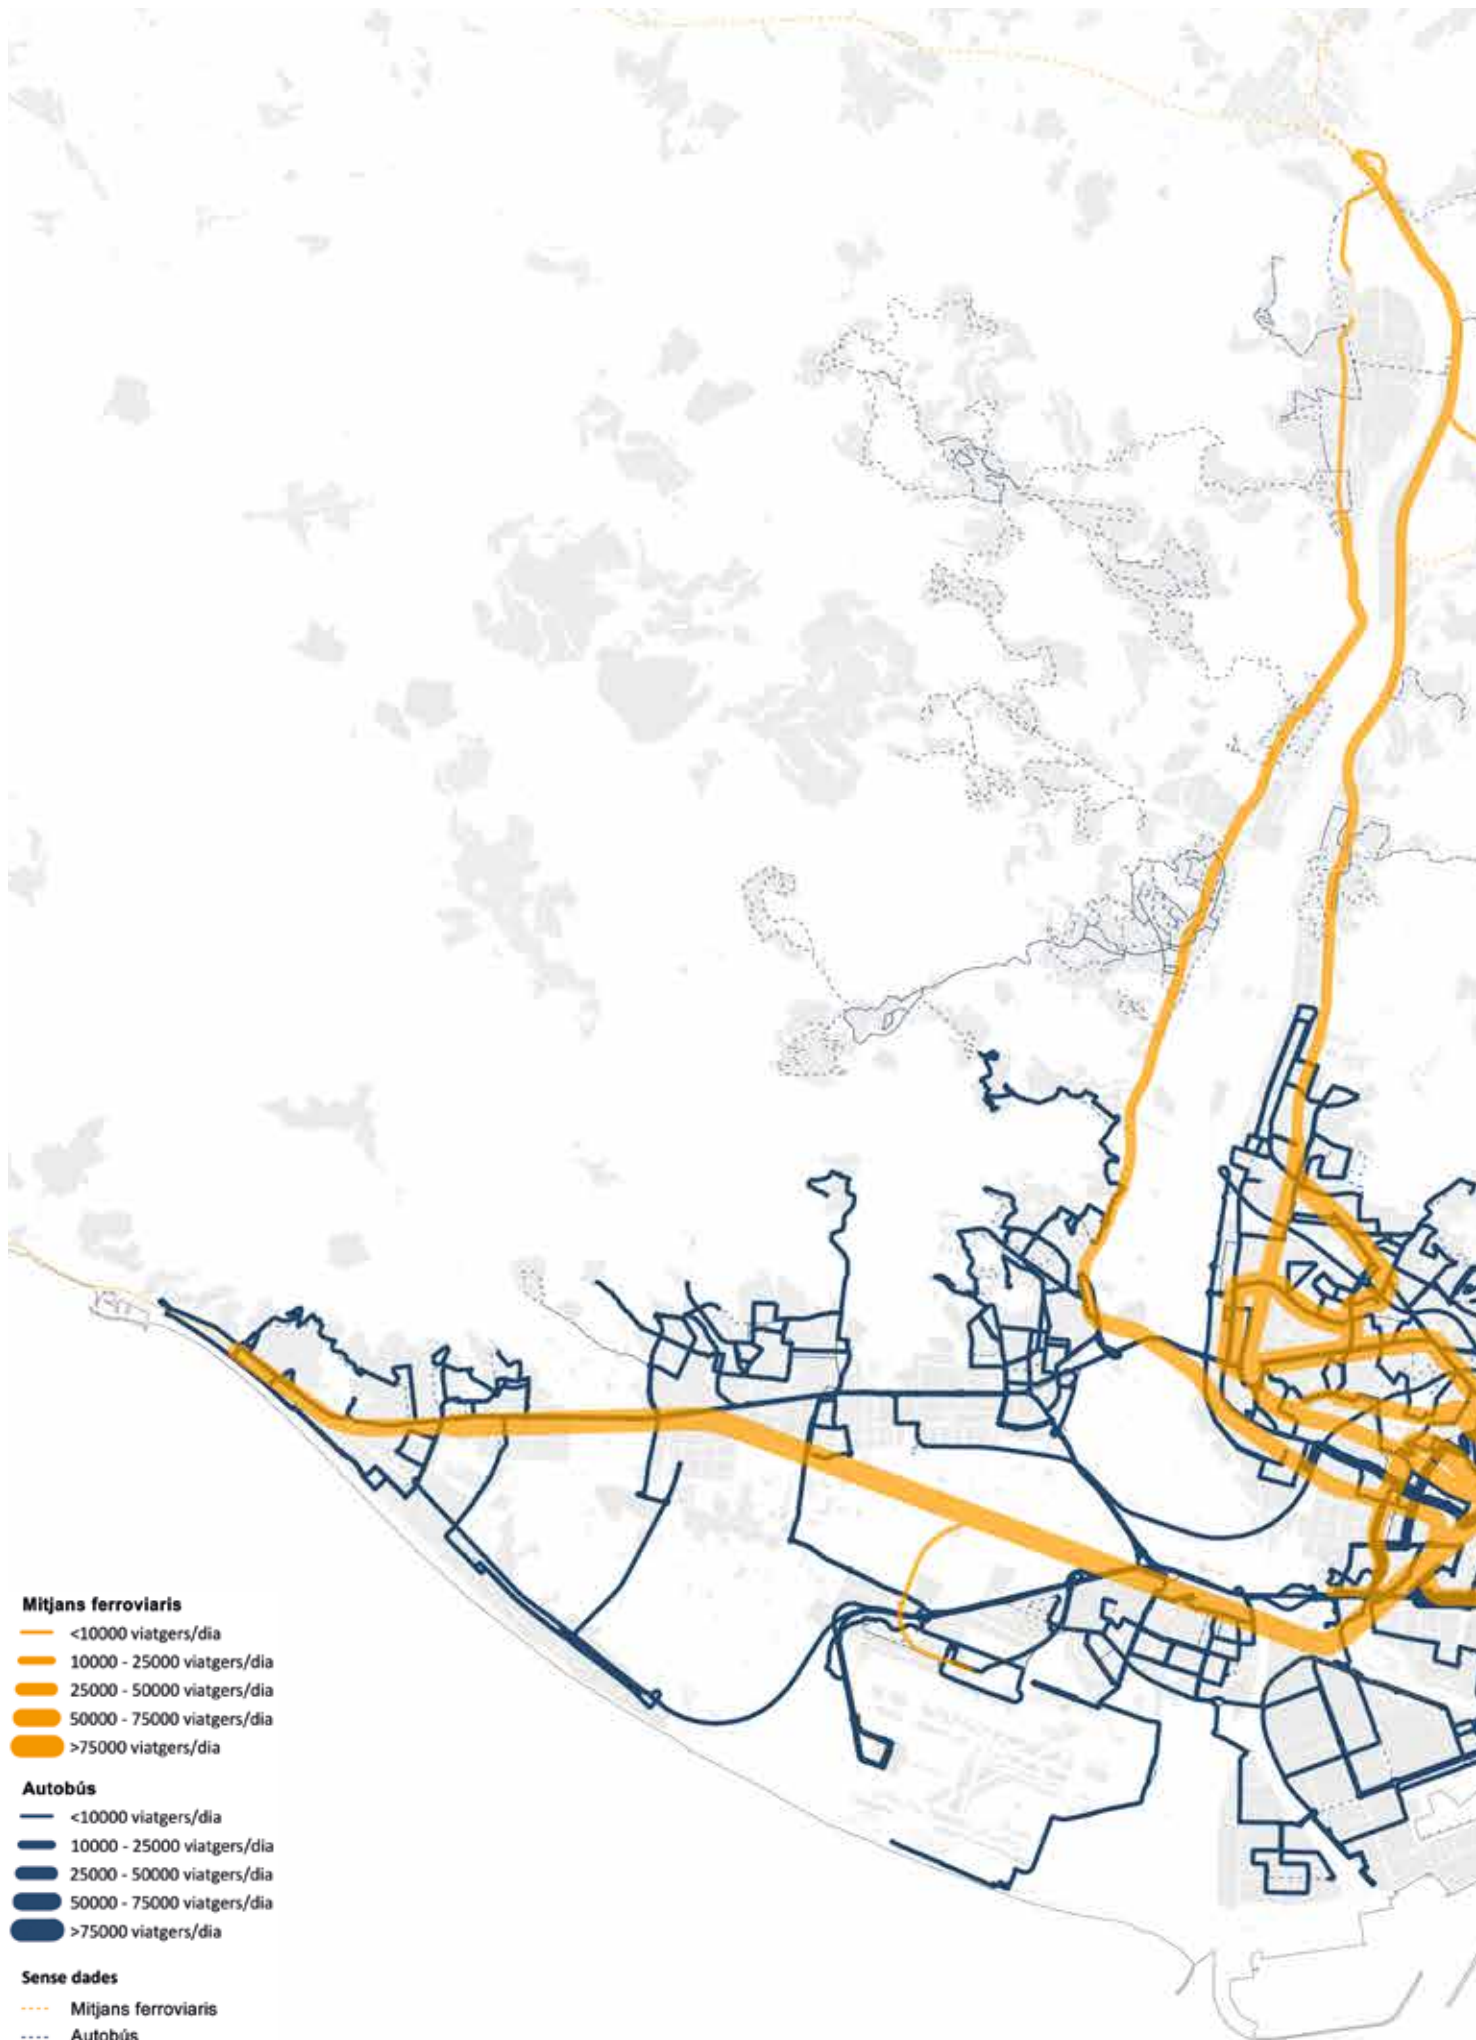 Mitjans ferroviaris
<10000 viatgers/dia
10000 - 25000 viatgers/dia
25000 - 50000 viatgers/dia
50000 - 75000 viatgers/dia
>75000 viatgers/dia
Autobús
<10000 viatgers/dia
10000 - 25000 viatgers/dia
25000 - 50000 viatgers/dia
50000 - 75000 viatgers/dia
>75000 viatgers/dia
Sense dades
Mitjans ferroviaris
Autobús